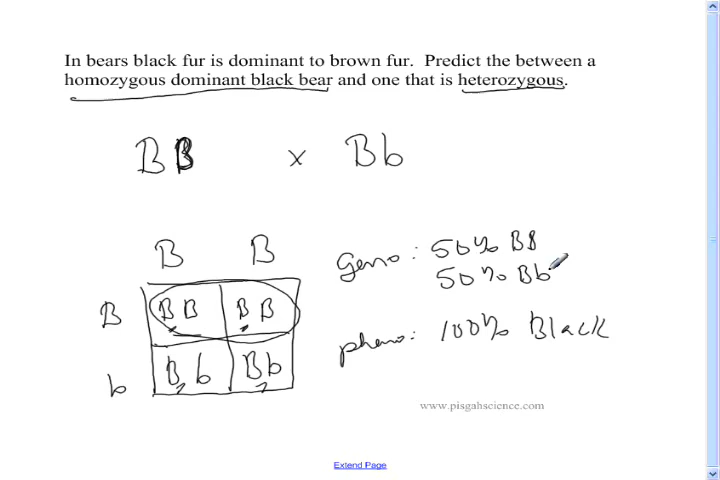 In bears black fur is dominant to brown fur. Predict the between a
homozygous dominant black bear and one that is heterozygous.
BB x Bb
B B
geno: 50% BB
50% Bb
B BB BB
pheno: 100% Black
b Bb Bb
www.pisgahscience.com
Extend Page